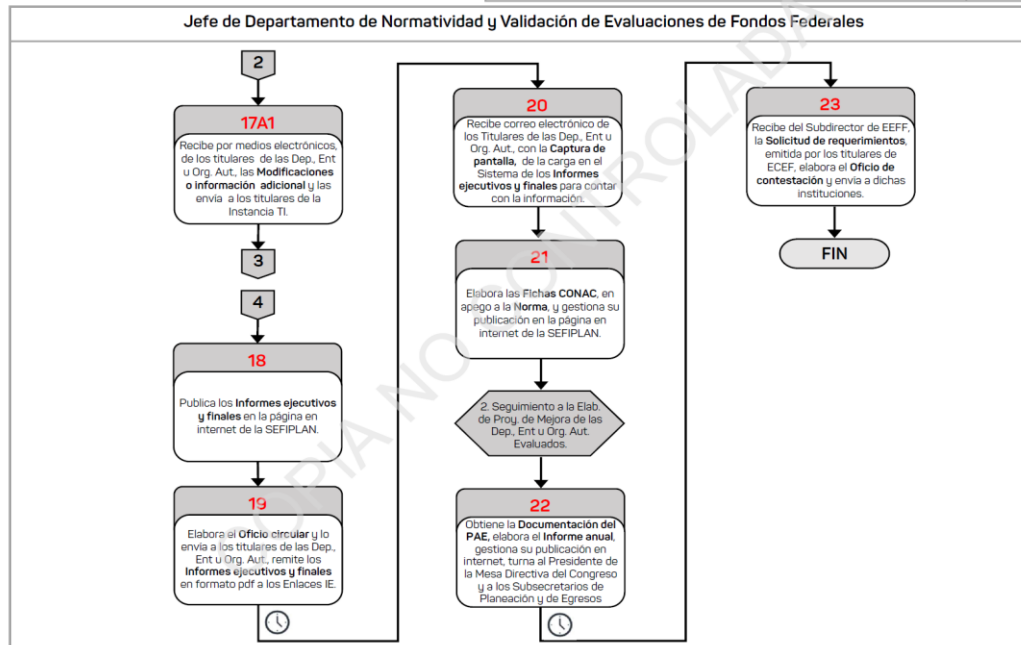 Jefe de Departamento de Normatividad y Validación de Evaluaciones de Fondos Federales
2
17A1
Recibe por medios electrónicos,
de los titulares de las Dep., Ent
u Org. Aut., las Modificaciones
o información adicional y las
envía a los titulares de la
Instancia TI.
3
4
18
Publica los Informes ejecutivos
y finales en la página en
internet de la SEFIPLAN.
19
Elabora el Oficio circular y lo
envía a los titulares de las Dep.,
Ent u Org. Aut., remite los
Informes ejecutivos y finales
en formato pdf a los Enlaces IE.
20
Recibe correo electrónico de
los Titulares de las Dep., Ent u
Org. Aut., con la Captura de
pantalla, de la carga en el
Sistema de los Informes
ejecutivos y finales para contar
con la información.
21
Elabora las Fichas CONAC, en
apego a la Norma, y gestiona su
publicación en la página en
internet de la SEFIPLAN.
2. Seguimiento a la Elab.
de Proy. de Mejora de las
Dep., Ent u Org. Aut.
Evaluados.
22
Obtiene la Documentación del
PAE, elabora el Informe anual,
gestiona su publicación en
internet, turna al Presidente de
la Mesa Directiva del Congreso
y a los Subsecretarios de
Planeación y de Egresos
23
Recibe del Subdirector de EEFF,
la Solicitud de requerimientos,
emitida por los titulares de
ECEF, elabora el Oficio de
contestación y envía a dichas
instituciones.
FIN
COPIA NO CONTROLADA